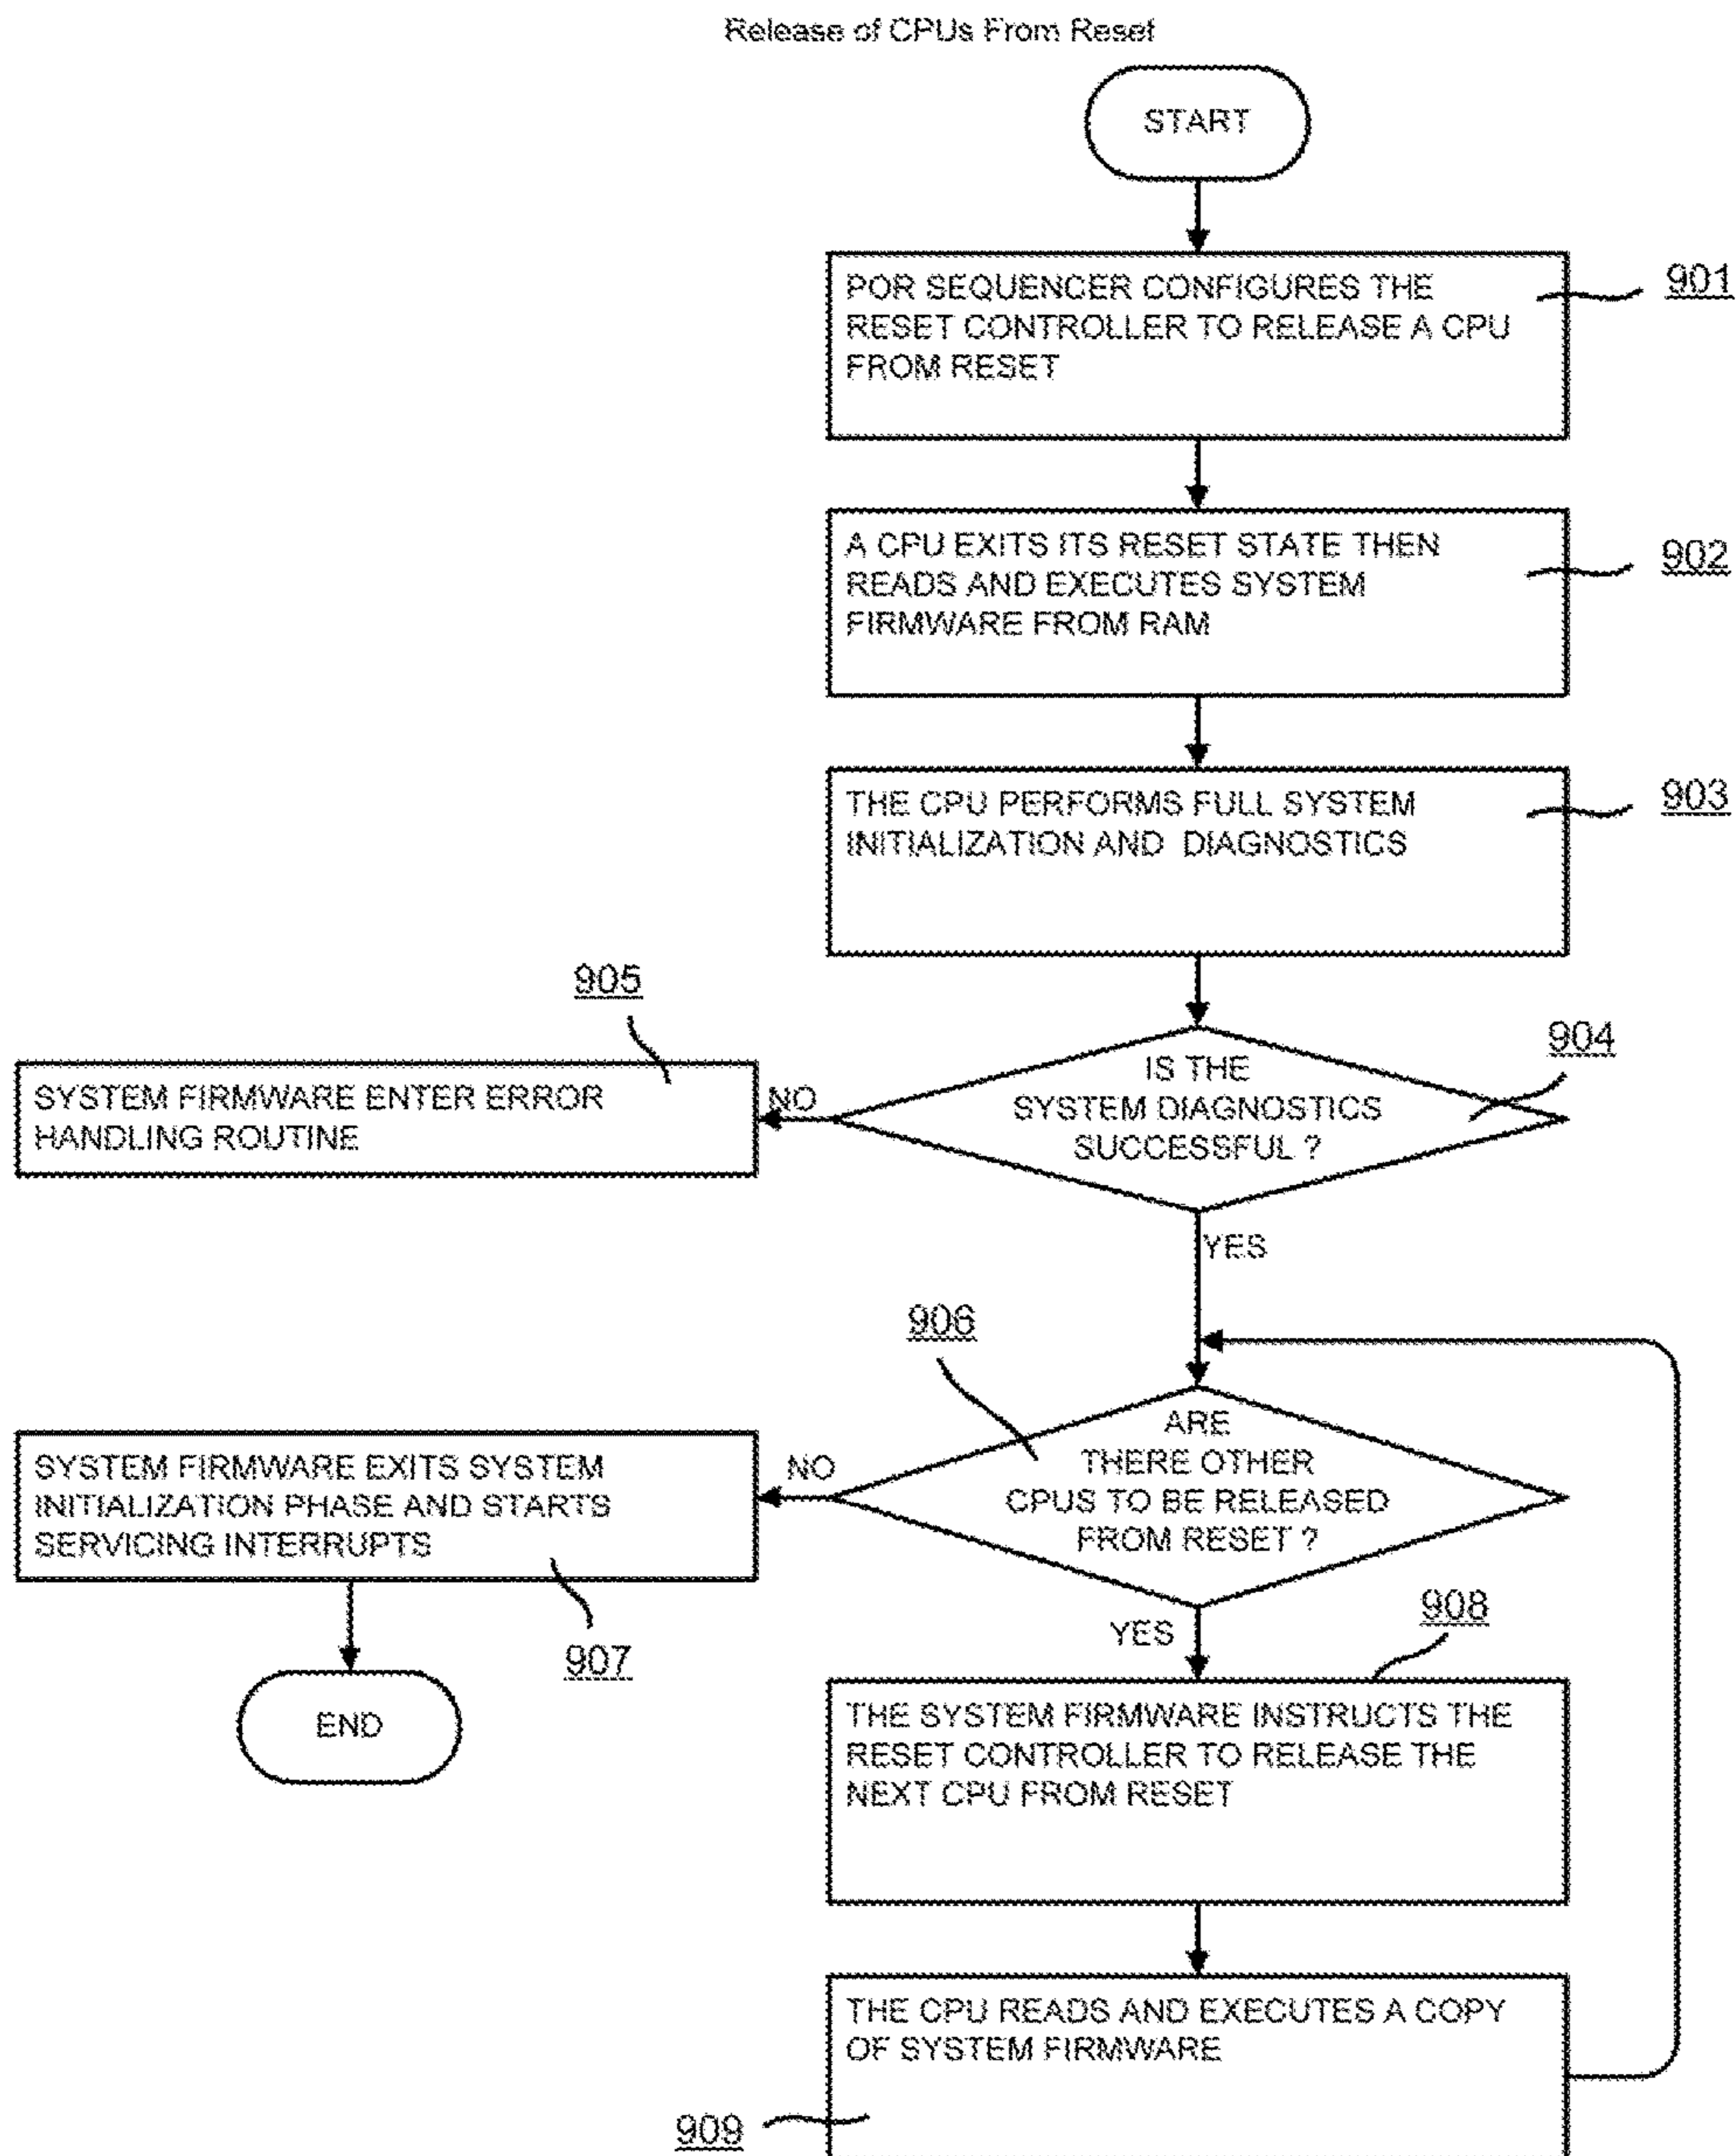 Release of CPUs From Reset
START
POR SEQUENCER CONFIGURES THE
RESET CONTROLLER TO RELEASE A CPU
FROM RESET
901
A CPU EXITS ITS RESET STATE THEN
READS AND EXECUTES SYSTEM
FIRMWARE FROM RAM
902
THE CPU PERFORMS FULL SYSTEM
INITIALIZATION AND DIAGNOSTICS
903
IS THE
SYSTEM DIAGNOSTICS
SUCCESSFUL ?
904
NO
905
SYSTEM FIRMWARE ENTER ERROR
HANDLING ROUTINE
YES
906
ARE
THERE OTHER
CPUS TO BE RELEASED
FROM RESET ?
NO
SYSTEM FIRMWARE EXITS SYSTEM
INITIALIZATION PHASE AND STARTS
SERVICING INTERRUPTS
907
END
YES
908
THE SYSTEM FIRMWARE INSTRUCTS THE
RESET CONTROLLER TO RELEASE THE
NEXT CPU FROM RESET
THE CPU READS AND EXECUTES A COPY
OF SYSTEM FIRMWARE
909